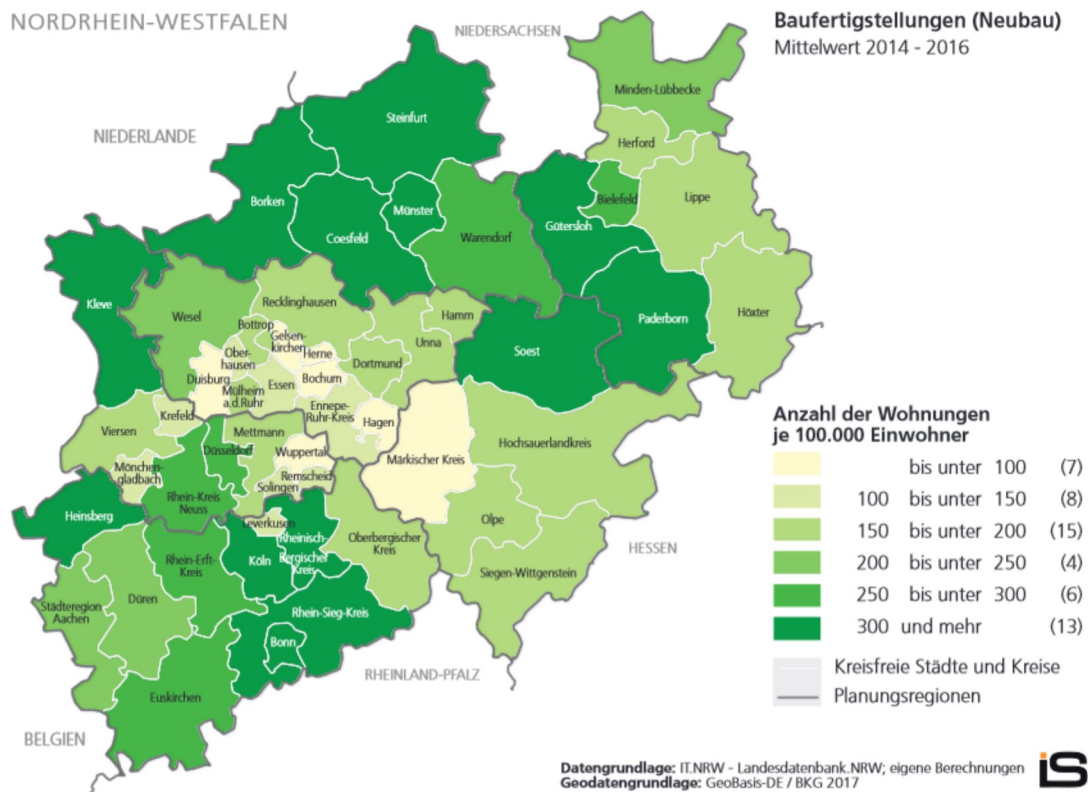 NORDRHEIN-WESTFALEN
Baufertigstellungen (Neubau)
Mittelwert 2014 - 2016
NIEDERSACHSEN
NIEDERLANDE
Minden-Lübbecke
Steinfurt
Herford
Borken
Münster
Coesfeld
Warendorf
Gütersloh
Bielefeld
Lippe
Kleve
Wesel
Recklinghausen
Hamm
Soest
Paderborn
Höxter
Bottrop
Gelsen-
kirchen
Herne
Ober-
hausen
Unna
Dortmund
Duisburg
Mülheim
a.d.Ruhr
Essen
Bochum
Krefeld
Ennepe-
Ruhr-Kreis
Hagen
Viersen
Mettmann
Düsseldorf
Wuppertal
Märkischer Kreis
Hochsauerlandkreis
Mönchen-
gladbach
Remscheid
Solingen
Rhein-Kreis
Neuss
Heinsberg
Leverkusen
Rheinisch-
Bergischer
Kreis
Oberbergischer
Kreis
Olpe
Köln
Rhein-Erft-
Kreis
Siegen-Wittgenstein
HESSEN
Städteregion
Aachen
Düren
Rhein-Sieg-Kreis
Bonn
Euskirchen
RHEINLAND-PFALZ
BELGIEN
Anzahl der Wohnungen
je 100.000 Einwohner
bis unter 100 (7)
100 bis unter 150 (8)
150 bis unter 200 (15)
200 bis unter 250 (4)
250 bis unter 300 (6)
300 und mehr (13)
Kreisfreie Städte und Kreise
Planungsregionen
Datengrundlage: IT.NRW - Landesdatenbank.NRW; eigene Berechnungen
Geodatengrundlage: GeoBasis-DE / BKG 2017
iS